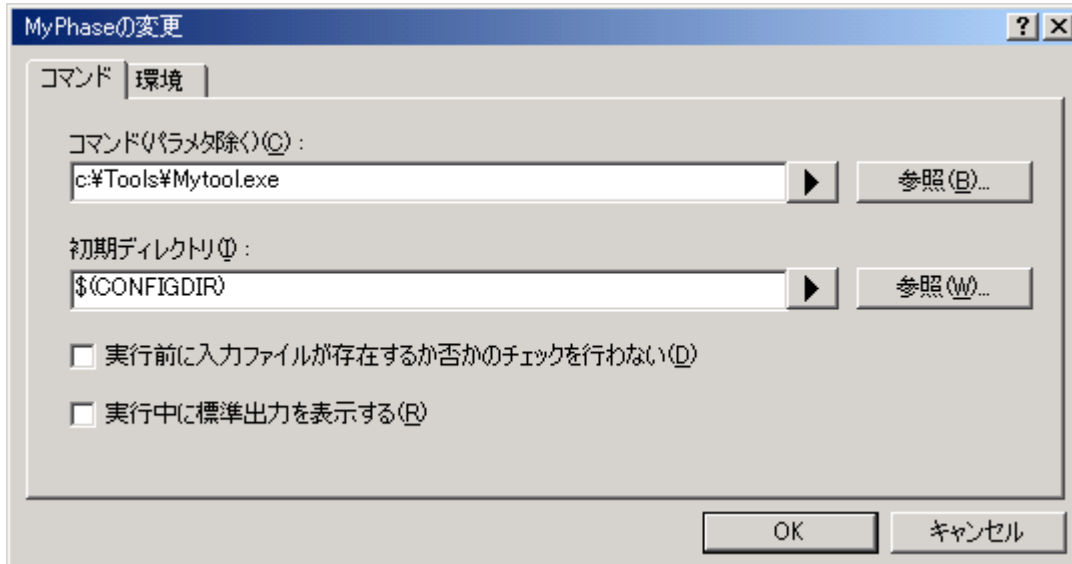 MyPhaseの変更
コマンド 環境
コマンド(パラメタ除く)(C) :
c:¥Tools¥Mytool.exe 参照(B)...
初期ディレクトリ(I) :
$(CONFIGDIR) 参照(W)...
実行前に入力ファイルが存在するか否かのチェックを行わない(D)
実行中に標準出力を表示する(R)
OK キャンセル